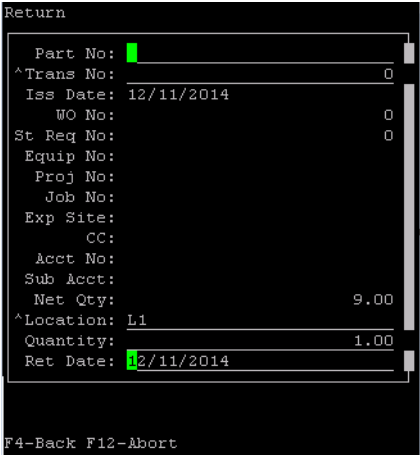 Return
Part No:
^Trans No: 0
Iss Date: 12/11/2014
WO No: 0
St Req No: 0
Equip No:
Proj No:
Job No:
Exp Site:
CC:
Acct No:
Sub Acct:
Net Qty: 9.00
^Location: L1
Quantity: 1.00
Ret Date: 12/11/2014
F4-Back F12-Abort